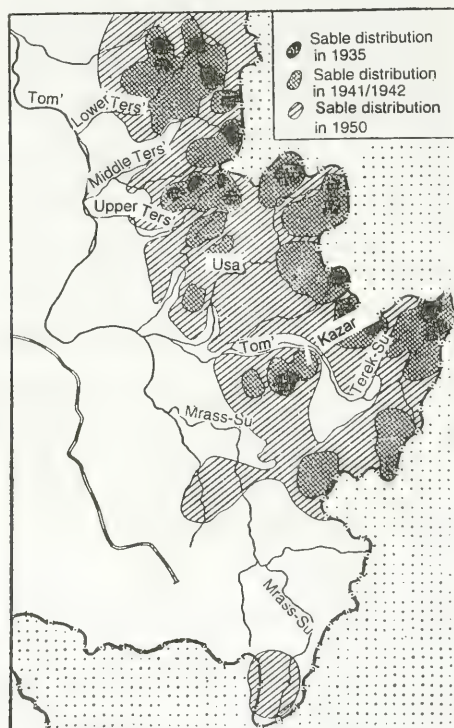 Sable distribution
in 1935
Sable distribution
in 1941/1942
Sable distribution
in 1950
Tom'
Lower Ters'
Middle Ters'
Upper Ters'
Usa
Kazar
Tom'
Terek-Su
Mrass-Su
Mrass-Su